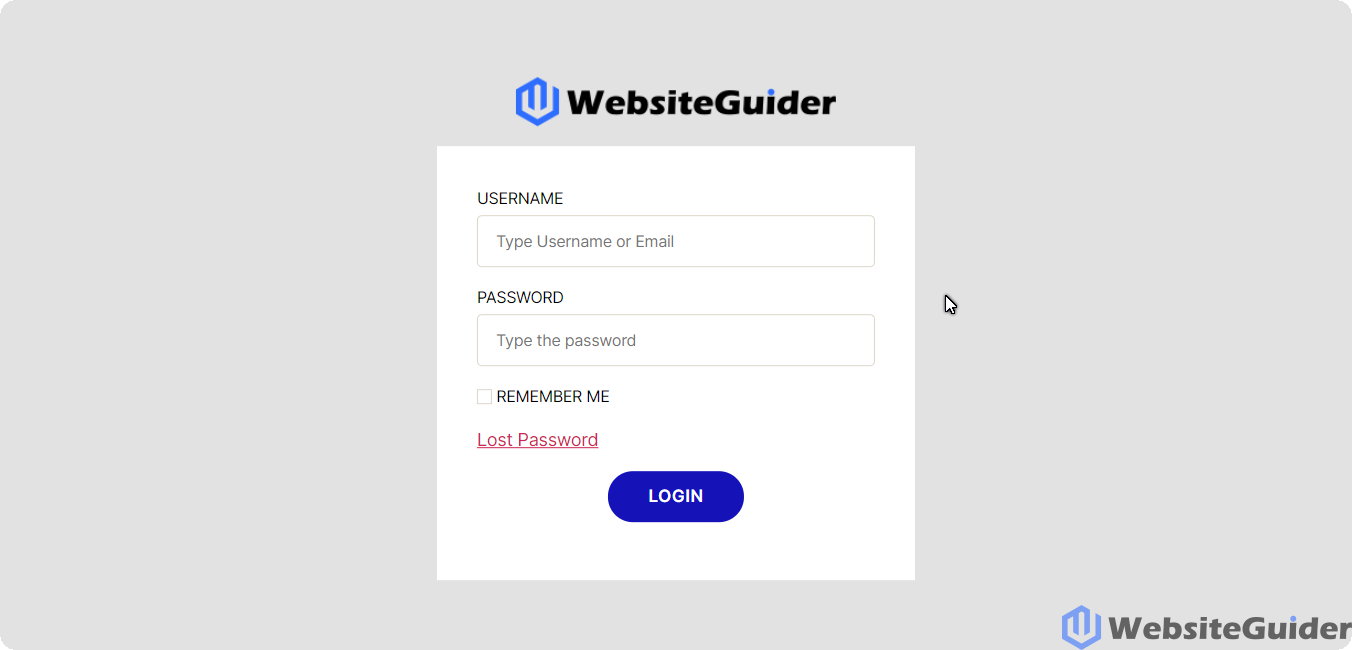 WebsiteGuider
USERNAME
Type Username or Email
PASSWORD
Type the password
REMEMBER ME
Lost Password
LOGIN
WebsiteGuider